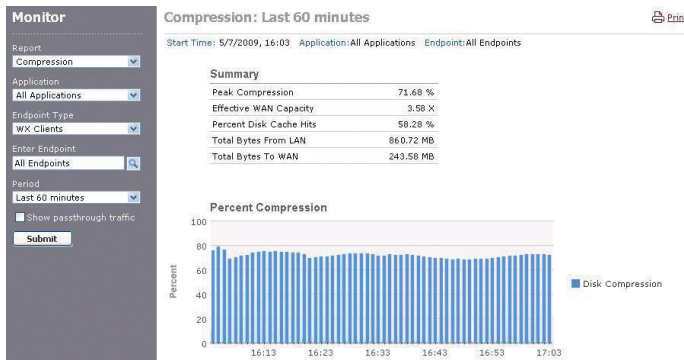 Monitor
Report
Compression
Application
All Applications
Endpoint Type
WX Clients
Enter Endpoint
All Endpoints
Period
Last 60 minutes
Show passthrough traffic
Submit
Compression: Last 60 minutes
Print
Start Time: 5/7/2009, 16:03 Application:All Applications Endpoint:All Endpoints
Summary
Peak Compression 71.68 %
Effective WAN Capacity 3.58 X
Percent Disk Cache Hits 58.28 %
Total Bytes From LAN 860.72 MB
Total Bytes To WAN 243.58 MB
Percent Compression
Percent
100
80
60
40
20
0
16:13 16:23 16:33 16:43 16:53 17:03
Disk Compression